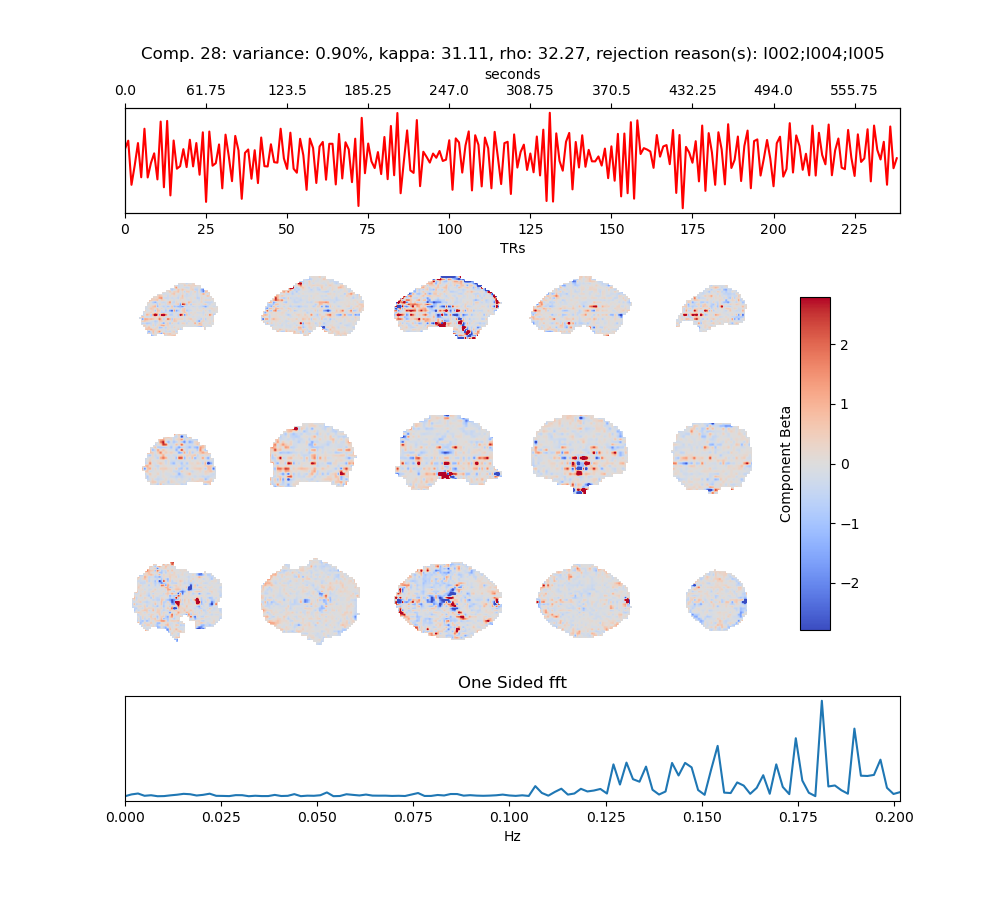 Comp. 28: variance: 0.90%, kappa: 31.11, rho: 32.27, rejection reason(s): I002;I004;I005
seconds
0.0 61.75 123.5 185.25 247.0 308.75 370.5 432.25 494.0 555.75
0 25 50 75 100 125 150 175 200 225
TRs
2
1
0
−1
−2
Component Beta
One Sided fft
0.000 0.025 0.050 0.075 0.100 0.125 0.150 0.175 0.200
Hz